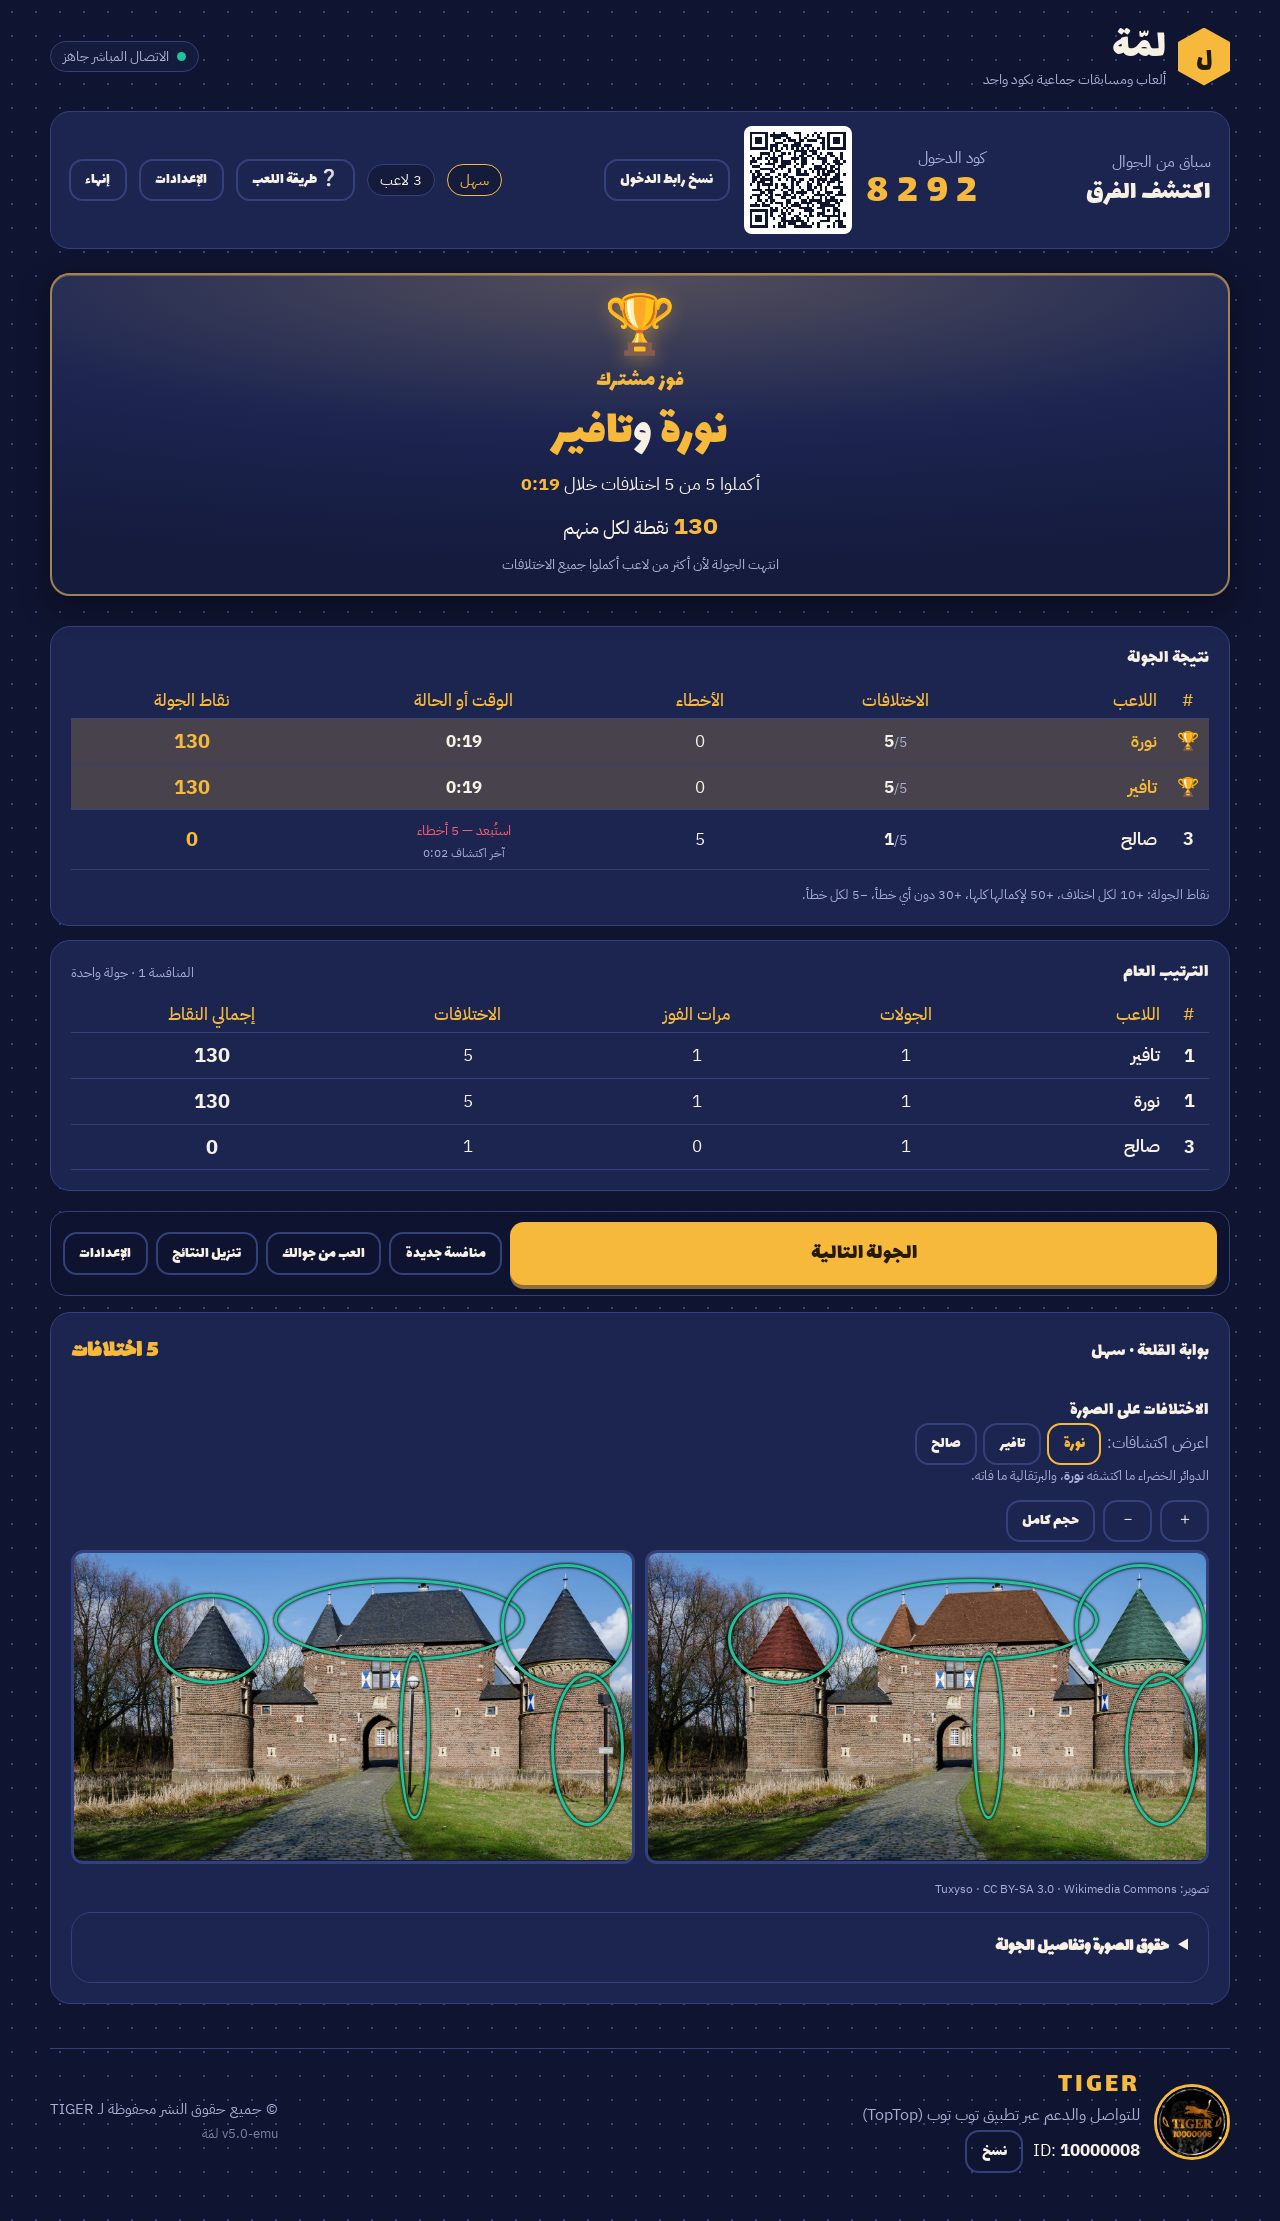 ل
لمّة
ألعاب ومسابقات جماعية بكود واحد
الاتصال المباشر جاهز
سباق من الجوال
اكتشف الفرق
كود الدخول
8292
نسخ رابط الدخول
سهل
3 لاعب
❔ طريقة اللعب
الإعدادات
إنهاء
فوز مشترك
نورة وتافير
أكملوا 5 من 5 اختلافات خلال 0:19
130 نقطة لكل منهم
انتهت الجولة لأن أكثر من لاعب أكملوا جميع الاختلافات
نتيجة الجولة
# اللاعب الاختلافات الأخطاء الوقت أو الحالة نقاط الجولة
🏆 نورة 5/5 0 0:19 130
🏆 تافير 5/5 0 0:19 130
3 صالح 1/5 5 استُبعد — 5 أخطاء 0
آخر اكتشاف 0:02
نقاط الجولة: +10 لكل اختلاف، +50 لإكمالها كلها، +30 دون أي خطأ، −5 لكل خطأ.
الترتيب العام
المنافسة 1 · جولة واحدة
# اللاعب الجولات مرات الفوز الاختلافات إجمالي النقاط
1 تافير 1 1 5 130
1 نورة 1 1 5 130
3 صالح 1 0 1 0
الجولة التالية
منافسة جديدة
العب من جوالك
تنزيل النتائج
الإعدادات
بوابة القلعة · سهل
5 اختلافات
الاختلافات على الصورة
اعرض اكتشافات: نورة تافير صالح
الدوائر الخضراء ما اكتشفه نورة، والبرتقالية ما فاته.
+ − حجم كامل
تصوير: Tuxyso · CC BY-SA 3.0 · Wikimedia Commons
◀ حقوق الصورة وتفاصيل الجولة
TIGER
10000008
TIGER
للتواصل والدعم عبر تطبيق توب توب (TopTop)
ID: 10000008 نسخ
© جميع حقوق النشر محفوظة لـ TIGER
لمّة v5.0-emu